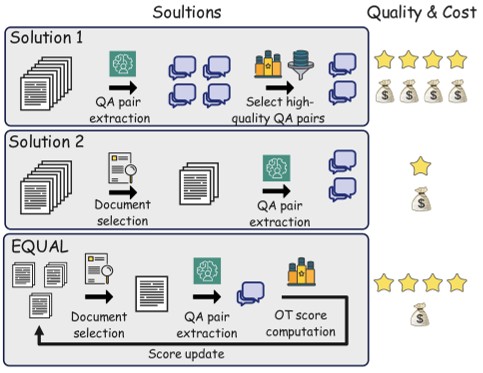 Soultions
Quality & Cost
Solution 1
QA pair
extraction
Select high-
quality QA pairs
$ $ $ $
Solution 2
Document
selection
QA pair
extraction
$
EQUAL
Document
selection
QA pair
extraction
OT score
computation
Score update
$